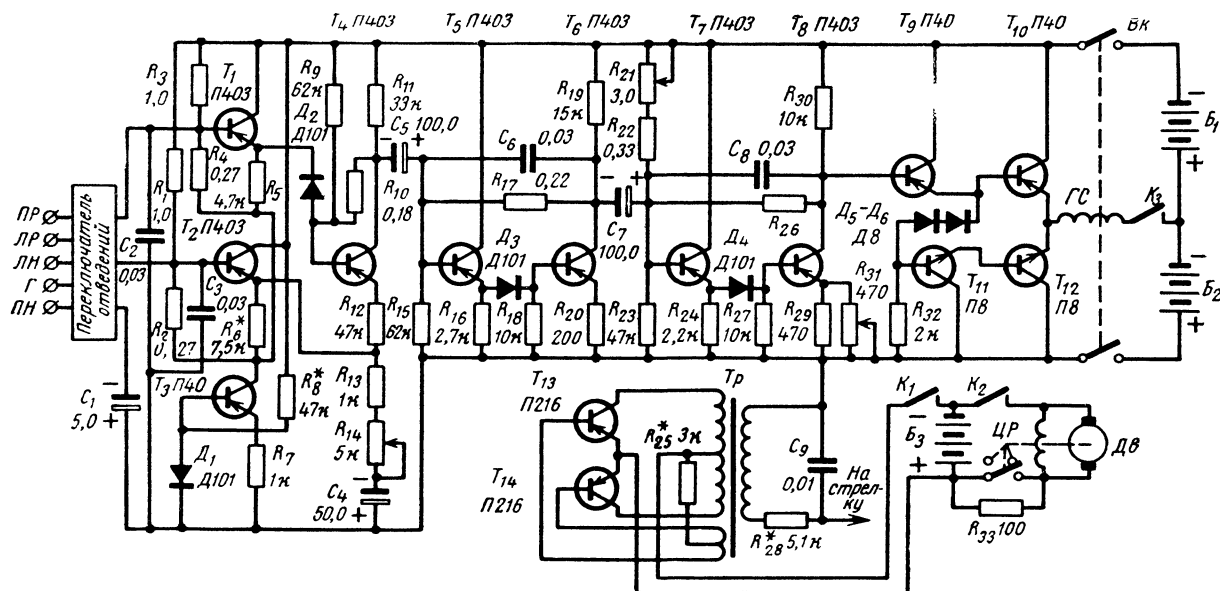 T4 П403
T5 П403
T6 П403
T7 П403
T8 П403
T9 П40
T10 П40
Вк
R3
1,0
T1
П403
R9
62к
Д2
Д101
R11
33к
C5 100,0
R19
15к
R21
3,0
R22
0,33
R30
10к
Б1
C6
0,03
C8
0,03
R4
0,27
R5
4,7к
R1
1,0
R10
0,18
R17
0,22
C7
100,0
R26
Д5-Д6
Д8
ГС
К3
ПР
ЛР
ЛН
Г
ПН
Переключатель отведений
C2
0,03
T2 П403
C3
0,03
Д3
Д101
Д4
Д101
R31
470
T11
П8
T12
П8
Б2
R2
0,27
R6*
7,5к
R12
47к
R15
62к
R16
2,7к
R18
10к
R20
200
R23
47к
R24
2,2к
R27
10к
R29
470
R32
2к
C1
5,0
T3 П40
R8*
47к
R13
1к
R14
5к
Д1
Д101
R7
1к
C4
50,0
T13
П216
T14
П216
Тр
R25* 3к
C9
0,01
На стрелку
R28* 5,1к
К1
К2
Б3
ЦР
Дв
R33 100